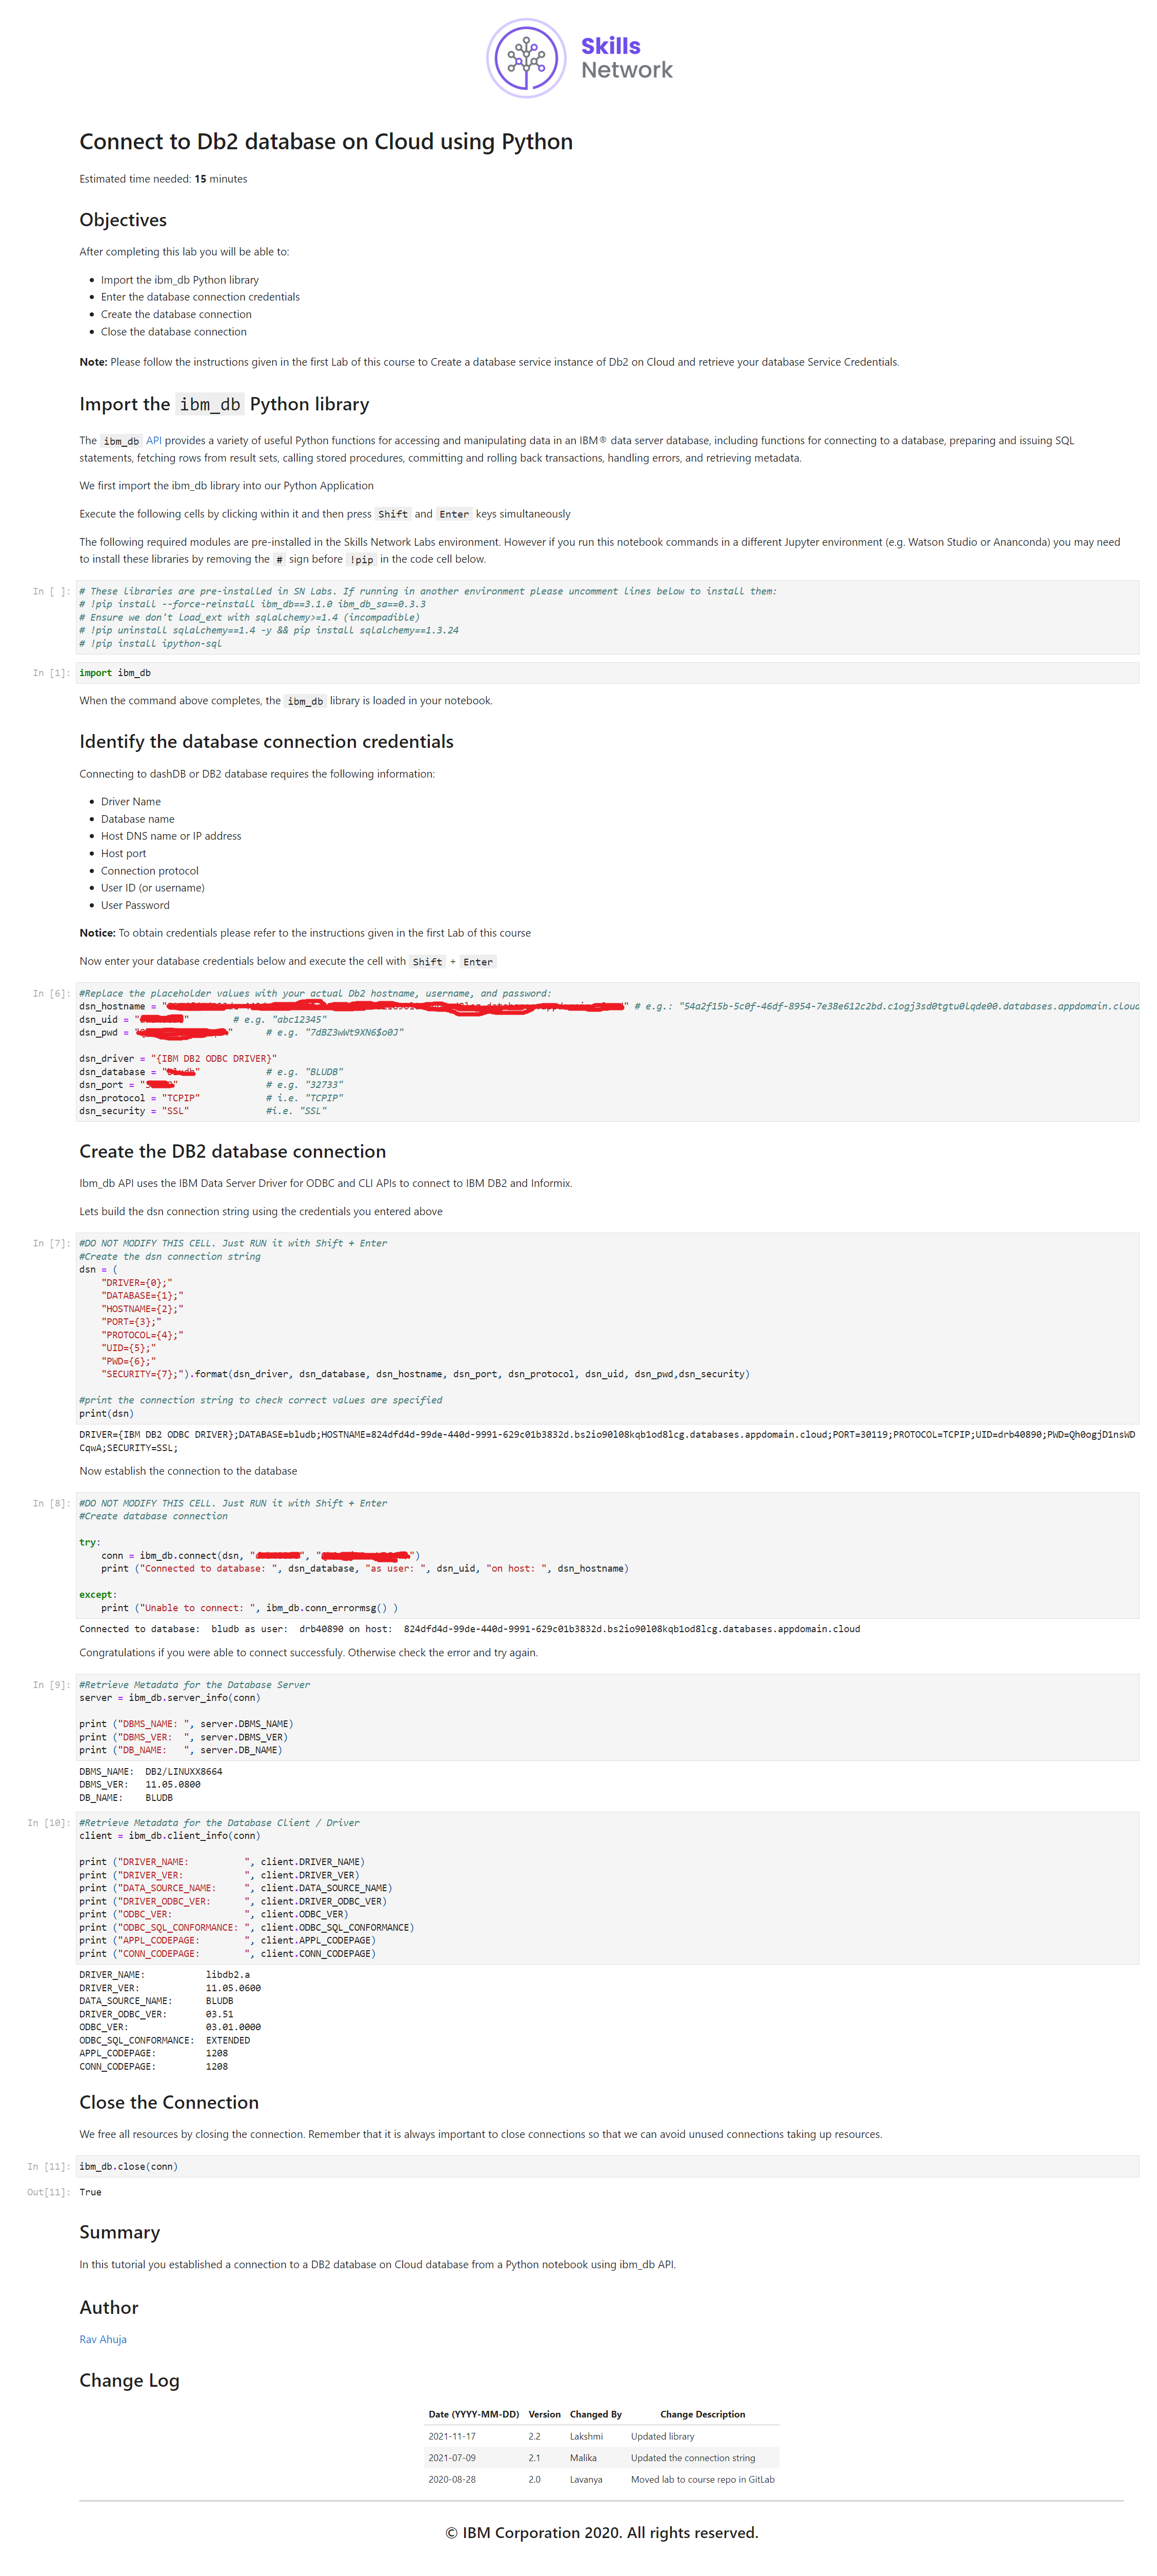 Skills
Network
Connect to Db2 database on Cloud using Python
Estimated time needed: 15 minutes
Objectives
After completing this lab you will be able to:
• Import the ibm_db Python library
• Enter the database connection credentials
• Create the database connection
• Close the database connection
Note: Please follow the instructions given in the first Lab of this course to Create a database service instance of Db2 on Cloud and retrieve your database Service Credentials.
Import the ibm_db Python library
The ibm_db API provides a variety of useful Python functions for accessing and manipulating data in an IBM® data server database, including functions for connecting to a database, preparing and issuing SQL
statements, fetching rows from result sets, calling stored procedures, committing and rolling back transactions, handling errors, and retrieving metadata.
We first import the ibm_db library into our Python Application
Execute the following cells by clicking within it and then press Shift and Enter keys simultaneously
The following required modules are pre-installed in the Skills Network Labs environment. However if you run this notebook commands in a different Jupyter environment (e.g. Watson Studio or Ananconda) you may need
to install these libraries by removing the # sign before !pip in the code cell below.
In [ ]: # These libraries are pre-installed in SN Labs. If running in another environment please uncomment lines below to install them:
# !pip install --force-reinstall ibm_db==3.1.0 ibm_db_sa==0.3.3
# Ensure we don't load_ext with sqlalchemy>=1.4 (incompadible)
# !pip uninstall sqlalchemy==1.4 -y && pip install sqlalchemy==1.3.24
# !pip install ipython-sql
In [1]: import ibm_db
When the command above completes, the ibm_db library is loaded in your notebook.
Identify the database connection credentials
Connecting to dashDB or DB2 database requires the following information:
• Driver Name
• Database name
• Host DNS name or IP address
• Host port
• Connection protocol
• User ID (or username)
• User Password
Notice: To obtain credentials please refer to the instructions given in the first Lab of this course
Now enter your database credentials below and execute the cell with Shift + Enter
In [6]: #Replace the placeholder values with your actual Db2 hostname, username, and password:
dsn_hostname = "" # e.g.: "54a2f15b-5c0f-46df-8954-7e38e612c2bd.c1ogj3sd0tgtu0lqde00.databases.appdomain.cloud
dsn_uid = "" # e.g. "abc12345"
dsn_pwd = "" # e.g. "7dBZ3wWt9XN6$o0J"
dsn_driver = "{IBM DB2 ODBC DRIVER}"
dsn_database = "" # e.g. "BLUDB"
dsn_port = "" # e.g. "32733"
dsn_protocol = "TCPIP" # i.e. "TCPIP"
dsn_security = "SSL" #i.e. "SSL"
Create the DB2 database connection
Ibm_db API uses the IBM Data Server Driver for ODBC and CLI APIs to connect to IBM DB2 and Informix.
Lets build the dsn connection string using the credentials you entered above
In [7]: #DO NOT MODIFY THIS CELL. Just RUN it with Shift + Enter
#Create the dsn connection string
dsn = (
"DRIVER={0};"
"DATABASE={1};"
"HOSTNAME={2};"
"PORT={3};"
"PROTOCOL={4};"
"UID={5};"
"PWD={6};"
"SECURITY={7};").format(dsn_driver, dsn_database, dsn_hostname, dsn_port, dsn_protocol, dsn_uid, dsn_pwd,dsn_security)
#print the connection string to check correct values are specified
print(dsn)
DRIVER={IBM DB2 ODBC DRIVER};DATABASE=bludb;HOSTNAME=824dfd4d-99de-440d-9991-629c01b3832d.bs2io90l08kqb1od8lcg.databases.appdomain.cloud;PORT=30119;PROTOCOL=TCPIP;UID=drb40890;PWD=Qh0ogjD1nsWD
CqwA;SECURITY=SSL;
Now establish the connection to the database
In [8]: #DO NOT MODIFY THIS CELL. Just RUN it with Shift + Enter
#Create database connection
try:
conn = ibm_db.connect(dsn, "", "")
print ("Connected to database: ", dsn_database, "as user: ", dsn_uid, "on host: ", dsn_hostname)
except:
print ("Unable to connect: ", ibm_db.conn_errormsg() )
Connected to database:  bludb as user:  drb40890 on host:  824dfd4d-99de-440d-9991-629c01b3832d.bs2io90l08kqb1od8lcg.databases.appdomain.cloud
Congratulations if you were able to connect successfuly. Otherwise check the error and try again.
In [9]: #Retrieve Metadata for the Database Server
server = ibm_db.server_info(conn)
print ("DBMS_NAME: ", server.DBMS_NAME)
print ("DBMS_VER:  ", server.DBMS_VER)
print ("DB_NAME:   ", server.DB_NAME)
DBMS_NAME:  DB2/LINUXX8664
DBMS_VER:   11.05.0800
DB_NAME:    BLUDB
In [10]: #Retrieve Metadata for the Database Client / Driver
client = ibm_db.client_info(conn)
print ("DRIVER_NAME:          ", client.DRIVER_NAME)
print ("DRIVER_VER:           ", client.DRIVER_VER)
print ("DATA_SOURCE_NAME:     ", client.DATA_SOURCE_NAME)
print ("DRIVER_ODBC_VER:      ", client.DRIVER_ODBC_VER)
print ("ODBC_VER:             ", client.ODBC_VER)
print ("ODBC_SQL_CONFORMANCE: ", client.ODBC_SQL_CONFORMANCE)
print ("APPL_CODEPAGE:        ", client.APPL_CODEPAGE)
print ("CONN_CODEPAGE:        ", client.CONN_CODEPAGE)
DRIVER_NAME:           libdb2.a
DRIVER_VER:            11.05.0600
DATA_SOURCE_NAME:      BLUDB
DRIVER_ODBC_VER:       03.51
ODBC_VER:              03.01.0000
ODBC_SQL_CONFORMANCE:  EXTENDED
APPL_CODEPAGE:         1208
CONN_CODEPAGE:         1208
Close the Connection
We free all resources by closing the connection. Remember that it is always important to close connections so that we can avoid unused connections taking up resources.
In [11]: ibm_db.close(conn)
Out[11]: True
Summary
In this tutorial you established a connection to a DB2 database on Cloud database from a Python notebook using ibm_db API.
Author
Rav Ahuja
Change Log
Date (YYYY-MM-DD) Version Changed By Change Description
2021-11-17 2.2 Lakshmi Updated library
2021-07-09 2.1 Malika Updated the connection string
2020-08-28 2.0 Lavanya Moved lab to course repo in GitLab
© IBM Corporation 2020. All rights reserved.